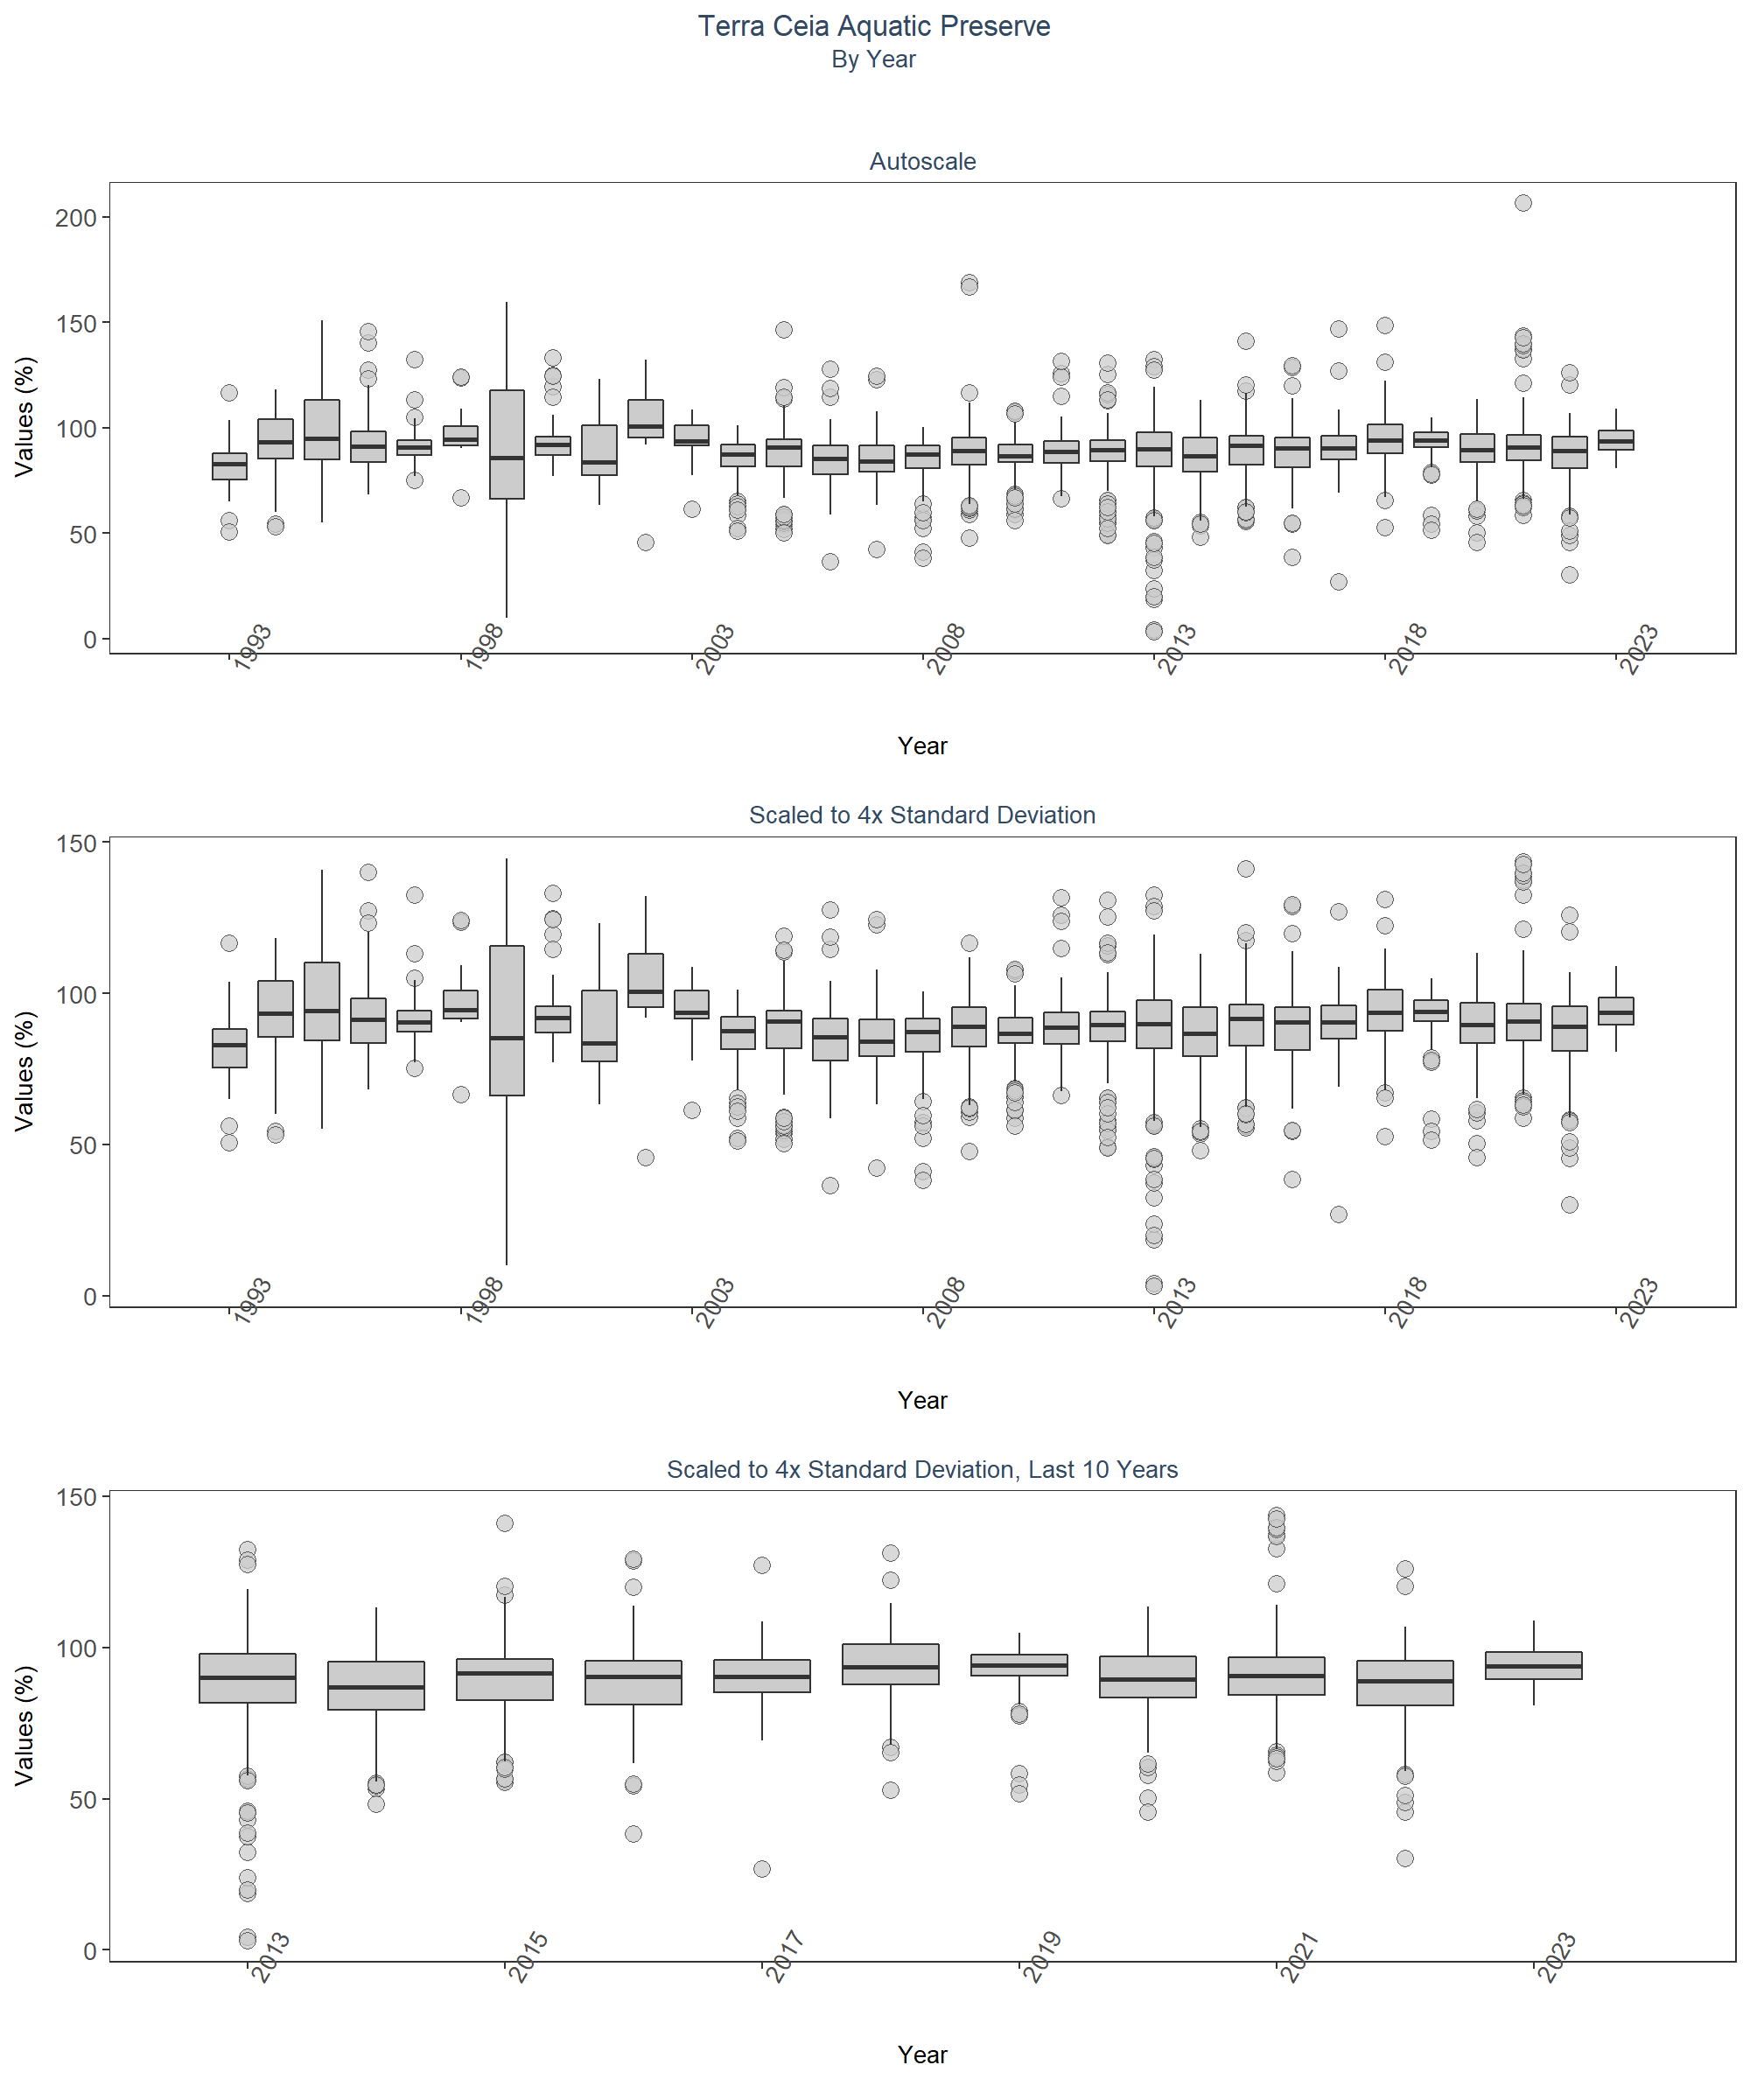 Terra Ceia Aquatic Preserve
By Year
Autoscale
200
150
100
50
0
Values (%)
1993 1998 2003 2008 2013 2018 2023
Year
Scaled to 4x Standard Deviation
150
100
50
0
Values (%)
1993 1998 2003 2008 2013 2018 2023
Year
Scaled to 4x Standard Deviation, Last 10 Years
150
100
50
0
Values (%)
2013 2015 2017 2019 2021 2023
Year